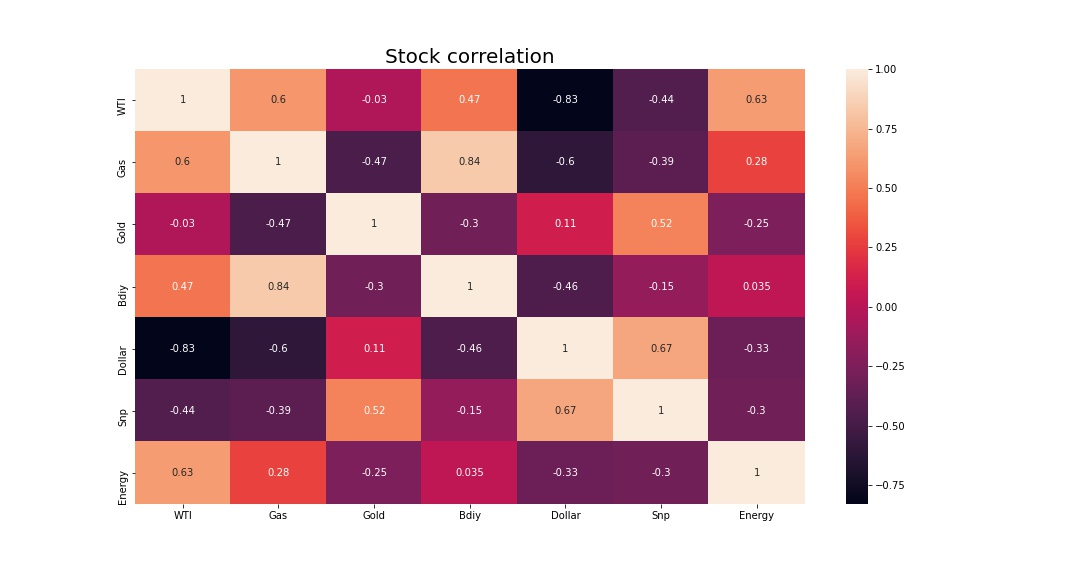 Stock correlation
WTI 1 0.6 -0.03 0.47 -0.83 -0.44 0.63
Gas 0.6 1 -0.47 0.84 -0.6 -0.39 0.28
Gold -0.03 -0.47 1 -0.3 0.11 0.52 -0.25
Bdiy 0.47 0.84 -0.3 1 -0.46 -0.15 0.035
Dollar -0.83 -0.6 0.11 -0.46 1 0.67 -0.33
Snp -0.44 -0.39 0.52 -0.15 0.67 1 -0.3
Energy 0.63 0.28 -0.25 0.035 -0.33 -0.3 1
WTI Gas Gold Bdiy Dollar Snp Energy
1.00
0.75
0.50
0.25
0.00
−0.25
−0.50
−0.75